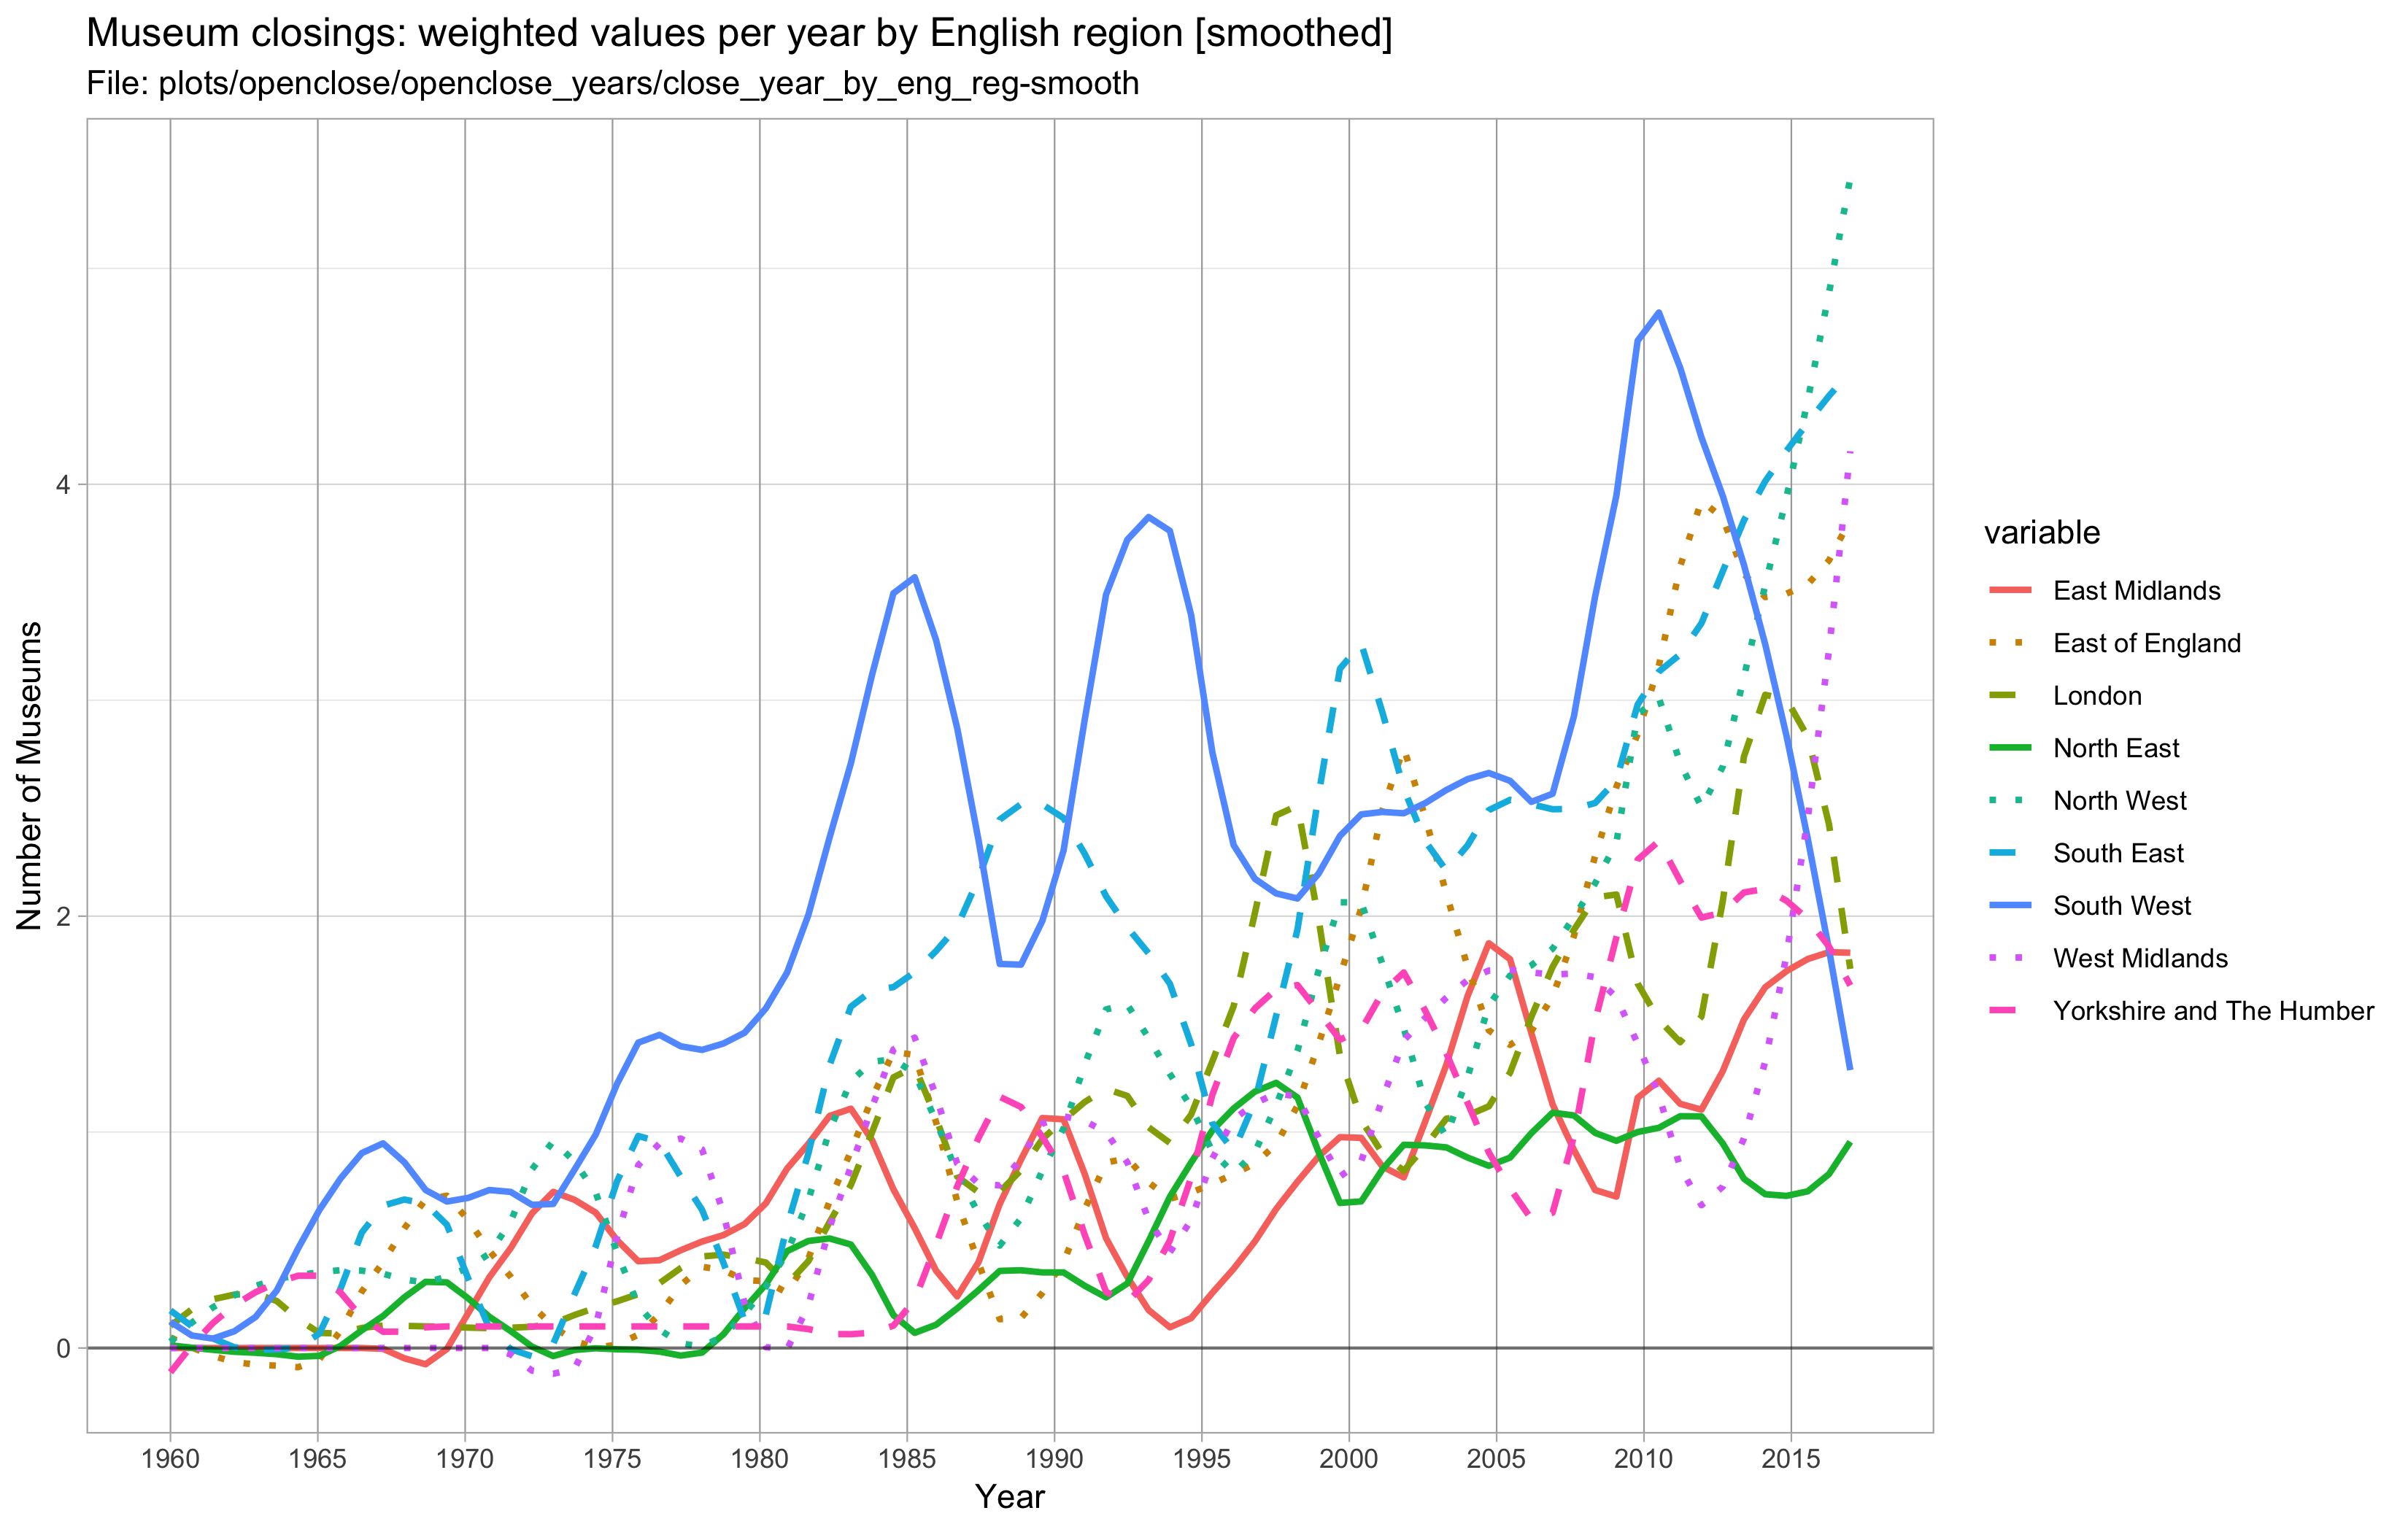 Museum closings: weighted values per year by English region [smoothed]
File: plots/openclose/openclose_years/close_year_by_eng_reg-smooth
Number of Museums
4
2
0
1960 1965 1970 1975 1980 1985 1990 1995 2000 2005 2010 2015
Year
variable
East Midlands
East of England
London
North East
North West
South East
South West
West Midlands
Yorkshire and The Humber